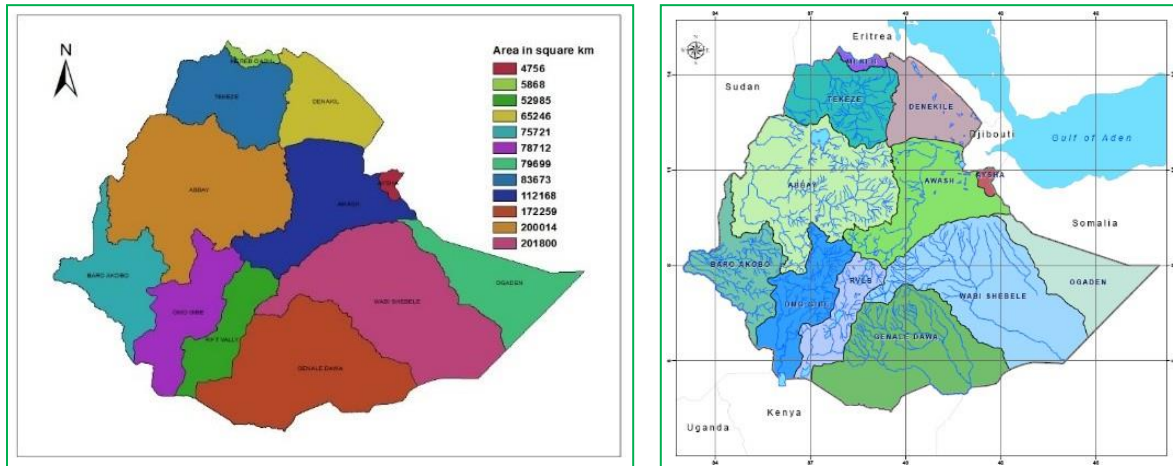 N
Area in square km
4756
5868
52985
65246
75721
78712
79699
83673
112168
172259
200014
201800
TEKEZE
DENAKIL
ABBAY
AYSHA
AWASH
BARO AKOBO
OMO GIBE
RIFT VALLY
WABI SHEBELE
OGADEN
GENALE DAWA
Eritrea
Sudan
TEKEZE
DENEKILE
Djibouti
Gulf of Aden
ABBAY
AWASH
AYSHA
Somalia
BARO AKOBO
OMO GIBE
RVLB
WABI SHEBELE
OGADEN
GENALE DAWA
Kenya
Uganda